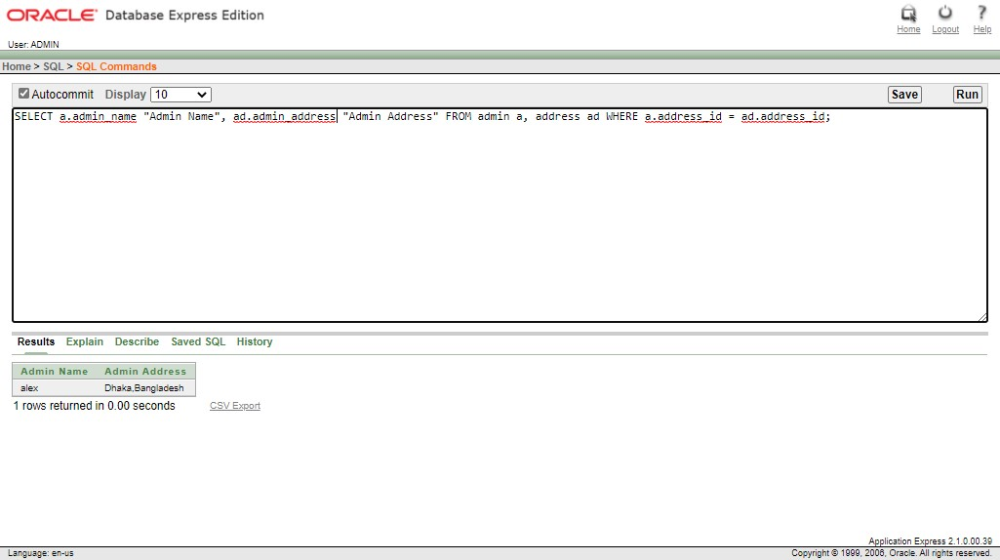 ORACLE® Database Express Edition
Home Logout Help
User: ADMIN
Home > SQL > SQL Commands
Autocommit Display 10 Save Run
SELECT a.admin_name "Admin Name", ad.admin_address "Admin Address" FROM admin a, address ad WHERE a.address_id = ad.address_id;
Results Explain Describe Saved SQL History
Admin Name Admin Address
alex Dhaka,Bangladesh
1 rows returned in 0.00 seconds CSV Export
Application Express 2.1.0.00.39
Language: en-us Copyright © 1999, 2006, Oracle. All rights reserved.